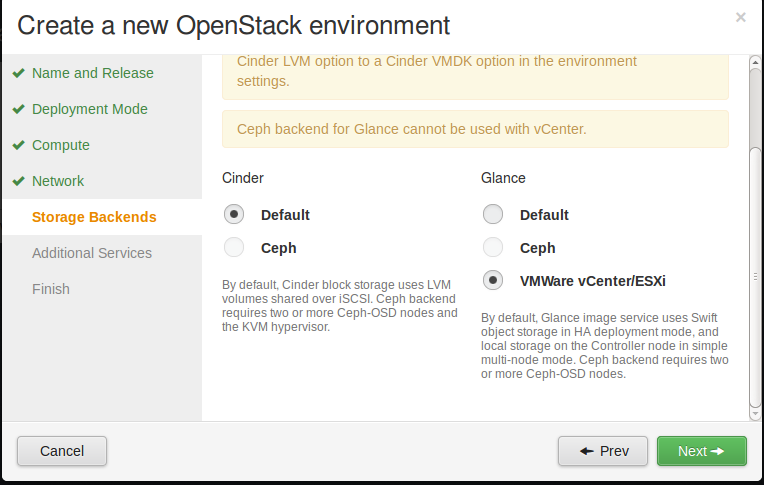 Create a new OpenStack environment
×
Name and Release
Deployment Mode
Compute
Network
Storage Backends
Additional Services
Finish
Cinder LVM option to a Cinder VMDK option in the environment
settings.
Ceph backend for Glance cannot be used with vCenter.
Cinder
Default
Ceph
By default, Cinder block storage uses LVM
volumes shared over iSCSI. Ceph backend
requires two or more Ceph-OSD nodes and
the KVM hypervisor.
Glance
Default
Ceph
VMWare vCenter/ESXi
By default, Glance image service uses Swift
object storage in HA deployment mode, and
local storage on the Controller node in simple
multi-node mode. Ceph backend requires two
or more Ceph-OSD nodes.
Cancel
Prev
Next